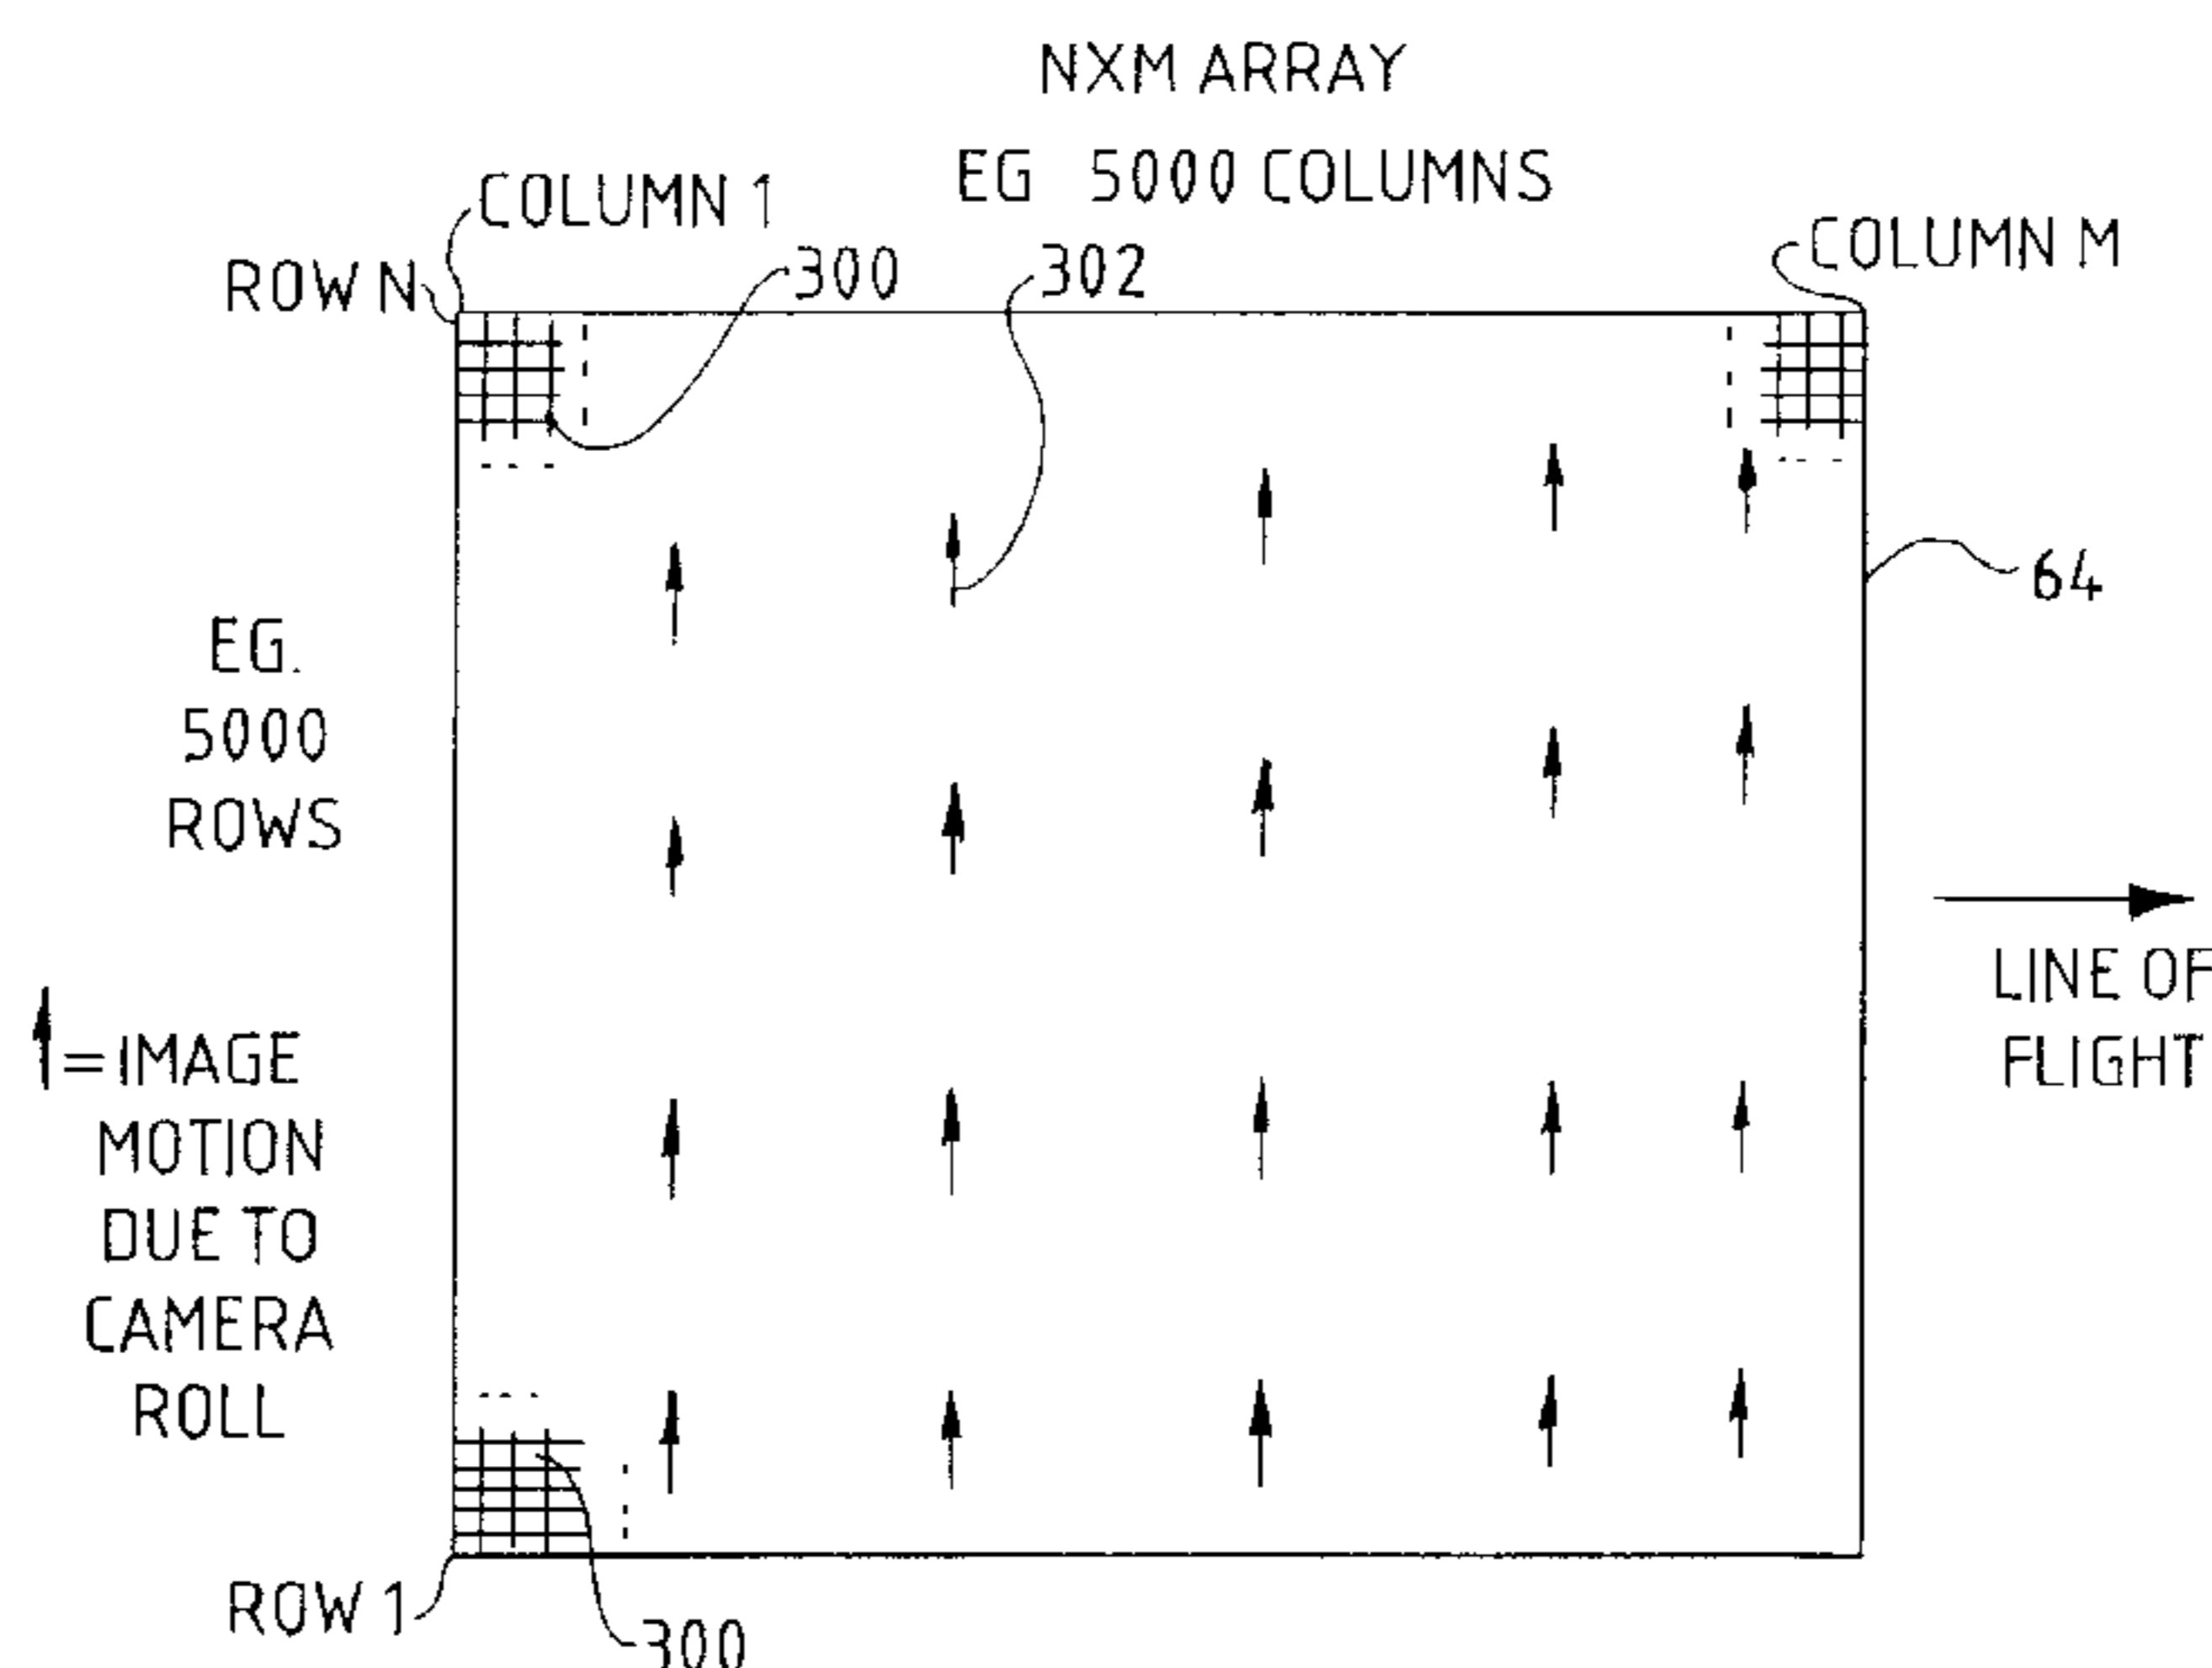 NXM ARRAY
EG 5000 COLUMNS
COLUMN 1
COLUMN M
ROW N
300
302
64
EG.
5000
ROWS
LINE OF
FLIGHT
=IMAGE
MOTION
DUE TO
CAMERA
ROLL
ROW 1
300